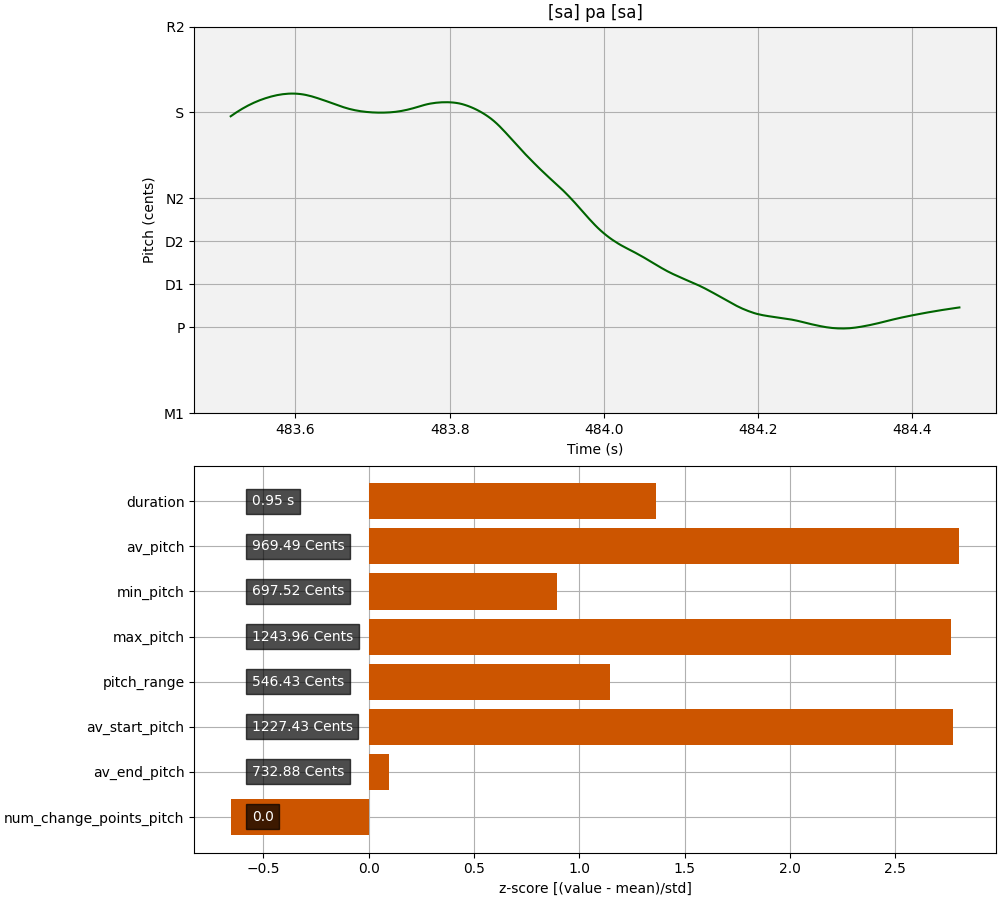 [sa] pa [sa]
R2
S
N2
D2
D1
P
M1
Pitch (cents)
483.6 483.8 484.0 484.2 484.4
Time (s)
duration 0.95 s
av_pitch 969.49 Cents
min_pitch 697.52 Cents
max_pitch 1243.96 Cents
pitch_range 546.43 Cents
av_start_pitch 1227.43 Cents
av_end_pitch 732.88 Cents
num_change_points_pitch 0.0
−0.5 0.0 0.5 1.0 1.5 2.0 2.5
z-score [(value - mean)/std]